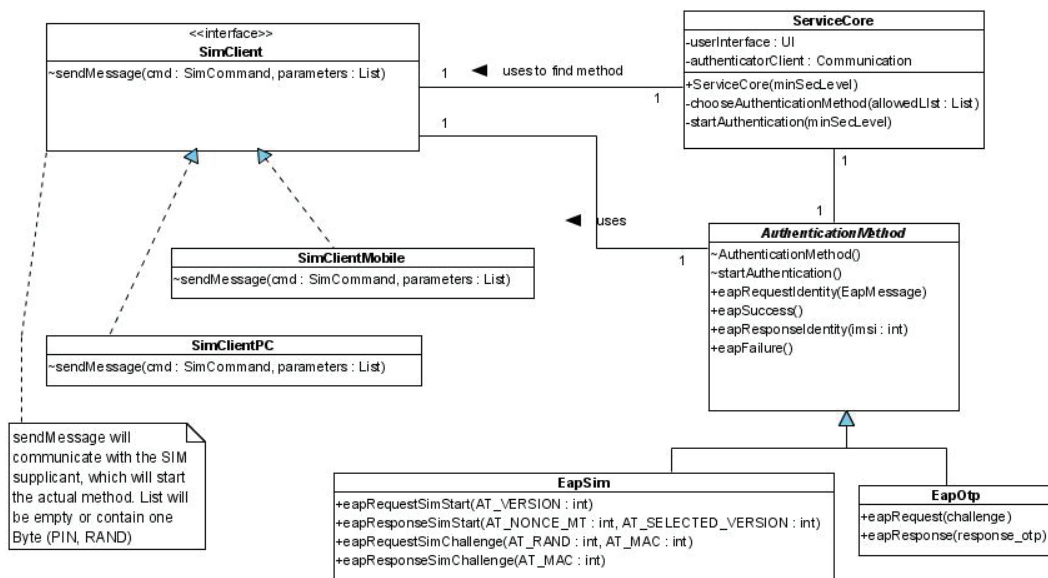 <<interface>>
SimClient
~sendMessage(cmd : SimCommand, parameters : List)
1
◄ uses to find method
1
ServiceCore
-userInterface : UI
-authenticatorClient : Communication
+ServiceCore(minSecLevel)
-chooseAuthenticationMethod(allowedLIst : List)
-startAuthentication(minSecLevel)
1
1
1
◄ uses
1
AuthenticationMethod
~AuthenticationMethod()
~startAuthentication()
+eapRequestIdentity(EapMessage)
+eapSuccess()
+eapResponseIdentity(imsi : int)
+eapFailure()
SimClientMobile
~sendMessage(cmd : SimCommand, parameters : List)
SimClientPC
~sendMessage(cmd : SimCommand, parameters : List)
sendMessage will
communicate with the SIM
supplicant, which will start
the actual method. List will
be empty or contain one
Byte (PIN, RAND)
EapSim
+eapRequestSimStart(AT_VERSION : int)
+eapResponseSimStart(AT_NONCE_MT : int, AT_SELECTED_VERSION : int)
+eapRequestSimChallenge(AT_RAND : int, AT_MAC : int)
+eapResponseSimChallenge(AT_MAC : int)
EapOtp
+eapRequest(challenge)
+eapResponse(response_otp)